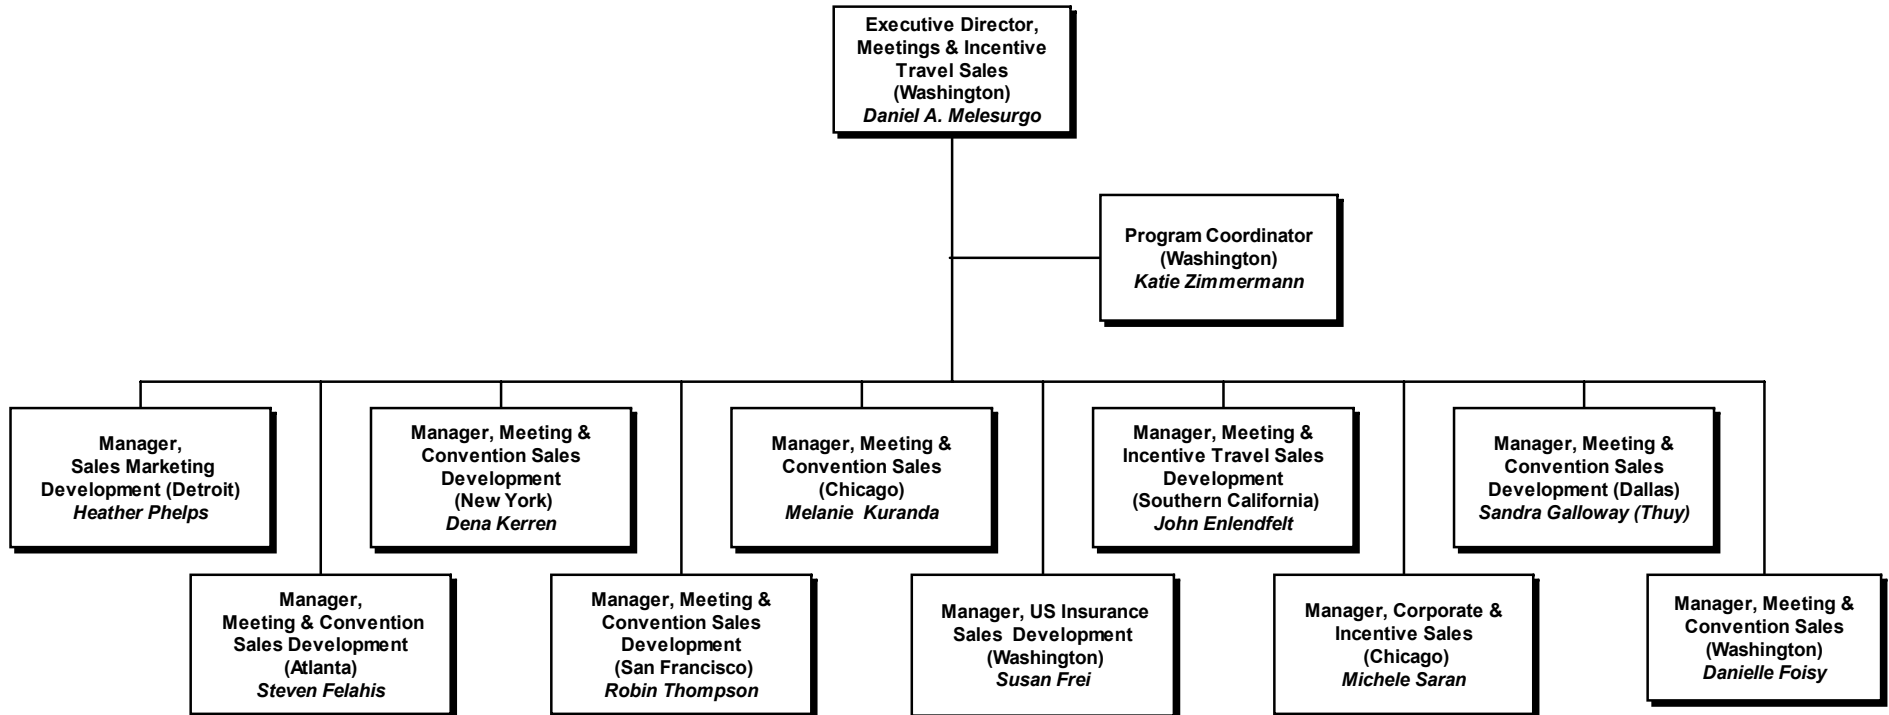 Executive Director,
Meetings & Incentive
Travel Sales
(Washington)
Daniel A. Melesurgo
Program Coordinator
(Washington)
Katie Zimmermann
Manager,
Sales Marketing
Development (Detroit)
Heather Phelps
Manager, Meeting &
Convention Sales
Development
(New York)
Dena Kerren
Manager, Meeting &
Convention Sales
(Chicago)
Melanie Kuranda
Manager, Meeting &
Incentive Travel Sales
Development
(Southern California)
John Enlendfelt
Manager, Meeting &
Convention Sales
Development (Dallas)
Sandra Galloway (Thuy)
Manager,
Meeting & Convention
Sales Development
(Atlanta)
Steven Felahis
Manager, Meeting &
Convention Sales
Development
(San Francisco)
Robin Thompson
Manager, US Insurance
Sales Development
(Washington)
Susan Frei
Manager, Corporate &
Incentive Sales
(Chicago)
Michele Saran
Manager, Meeting &
Convention Sales
(Washington)
Danielle Foisy